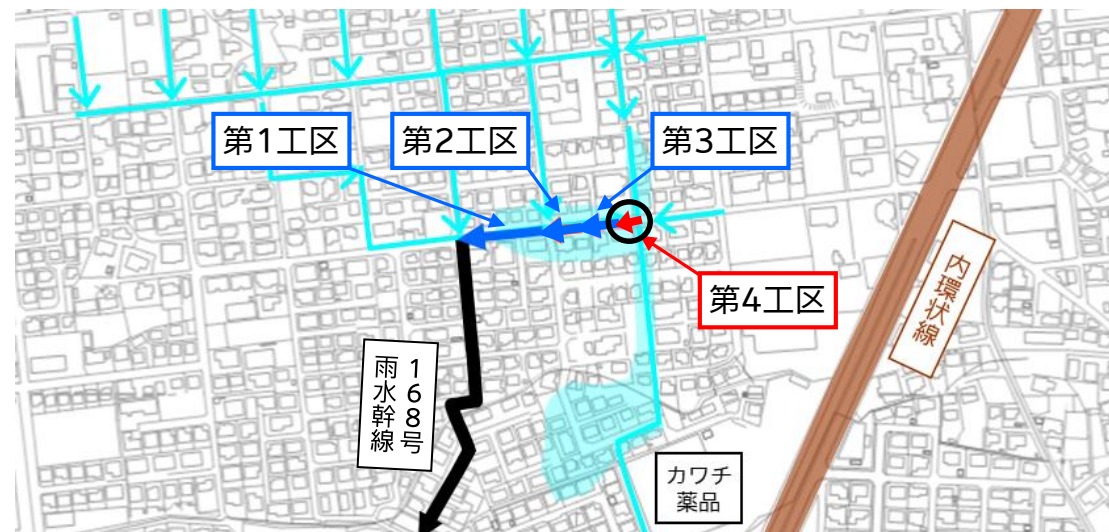 第1工区
第2工区
第3工区
第4工区
内環状線
168号
雨水幹線
カワチ
薬品